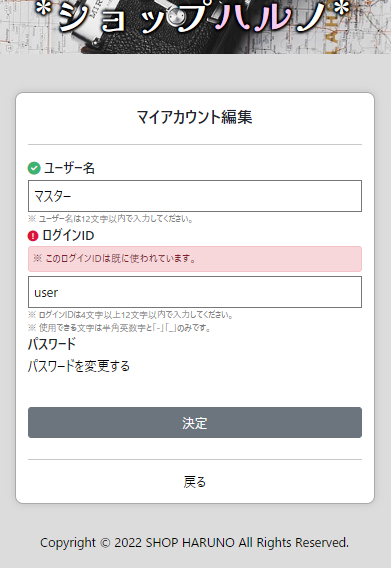 *ショップハルノ*
マイアカウント編集
ユーザー名
マスター
※ ユーザー名は12文字以内で入力してください。
ログインID
※ このログインIDは既に使われています。
user
※ ログインIDは4文字以上12文字以内で入力してください。
※ 使用できる文字は半角英数字と「-」「_」のみです。
パスワード
パスワードを変更する
決定
戻る
Copyright © 2022 SHOP HARUNO All Rights Reserved.